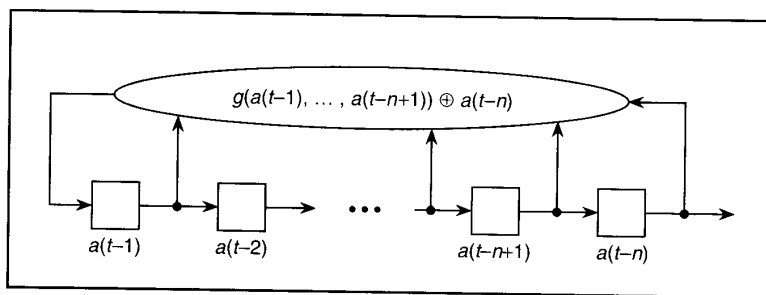 g(a(t–1), … , a(t–n+1)) ⊕ a(t–n)
•••
a(t–1)
a(t–2)
a(t–n+1)
a(t–n)